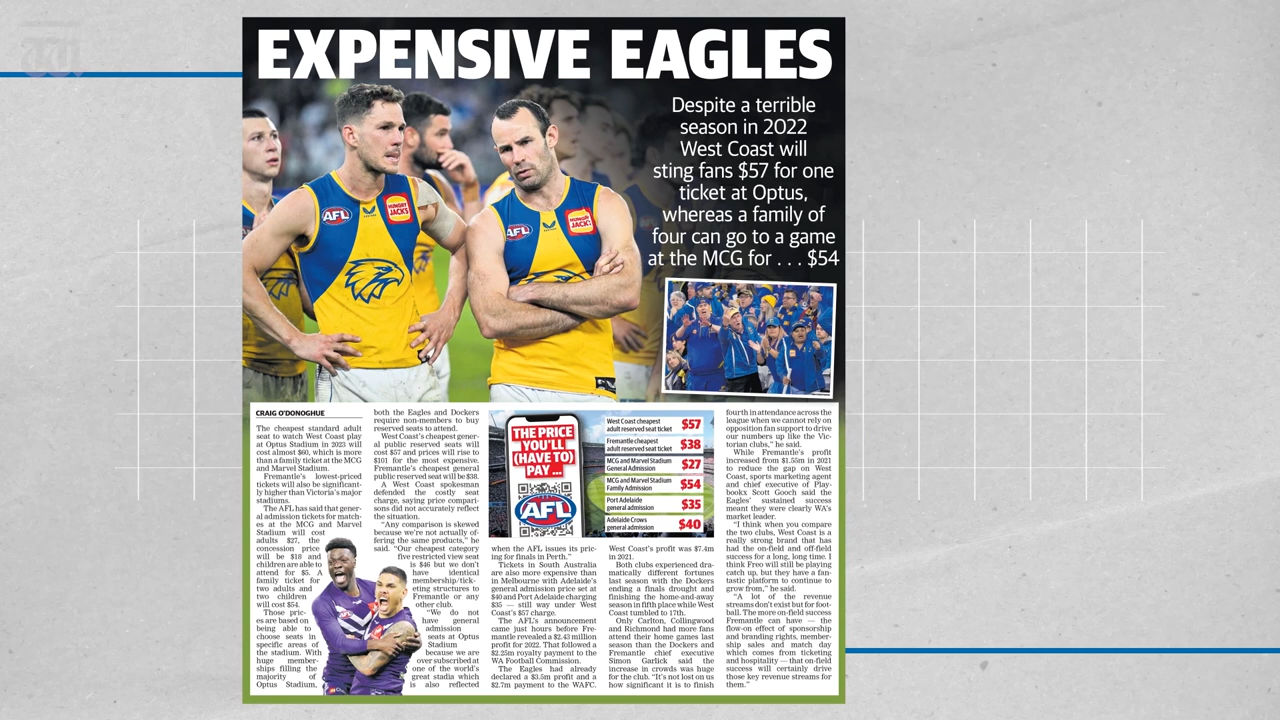 EXPENSIVE EAGLES
Despite a terrible
season in 2022
West Coast will
sting fans $57 for one
ticket at Optus,
whereas a family of
four can go to a game
at the MCG for . . . $54
AFL
HUNGRY
JACK'S
AFL
HUNGRY
JACK'S
CRAIG O'DONOGHUE
The cheapest standard adult
seat to watch West Coast play
at Optus Stadium in 2023 will
cost almost $60, which is more
than a family ticket at the MCG
and Marvel Stadium.
Fremantle's lowest-priced
tickets will also be significant-
ly higher than Victoria's major
stadiums.
The AFL has said that gener-
al admission tickets for match-
es at the MCG and Marvel
Stadium will cost
adults $27, the
concession price
will be $18 and
children are able to
attend for $5. A
family ticket for
two adults and
two children
will cost $54.
Those pric-
es are based on
being able to
choose seats in
specific areas of
the stadium. With
huge member-
ships filling the
majority of
Optus Stadium,
both the Eagles and Dockers
require non-members to buy
reserved seats to attend.
West Coast's cheapest gener-
al public reserved seats will
cost $57 and prices will rise to
$101 for the most expensive.
Fremantle's cheapest general
public reserved seat will be $38.
A West Coast spokesman
defended the costly seat
charge, saying price compari-
sons did not accurately reflect
the situation.
"Any comparison is skewed
because we're not actually of-
fering the same products," he
said. "Our cheapest category
five restricted view seat
is $46 but we don't
have identical
membership/tick-
eting structures to
Fremantle or any
other club.
"We do not
have general
admission
seats at Optus
Stadium
because we are
over subscribed at
one of the world's
great stadia which
is also reflected
THE PRICE
YOU'LL
(HAVE TO)
PAY ...
AFL
West Coast cheapest
adult reserved seat ticket $57
Fremantle cheapest
adult reserved seat ticket $38
MCG and Marvel Stadium
General Admission $27
MCG and Marvel Stadium
Family Admission $54
Port Adelaide
general admission $35
Adelaide Crows
general admission $40
when the AFL issues its pric-
ing for finals in Perth."
Tickets in South Australia
are also more expensive than
in Melbourne with Adelaide's
general admission price set at
$40 and Port Adelaide charging
$35 — still way under West
Coast's $57 charge.
The AFL's announcement
came just hours before Fre-
mantle revealed a $2.43 million
profit for 2022. That followed a
$2.25m royalty payment to the
WA Football Commission.
The Eagles had already
declared a $3.5m profit and a
$2.7m payment to the WAFC.
West Coast's profit was $7.4m
in 2021.
Both clubs experienced dra-
matically different fortunes
last season with the Dockers
ending a finals drought and
finishing the home-and-away
season in fifth place while West
Coast tumbled to 17th.
Only Carlton, Collingwood
and Richmond had more fans
attend their home games last
season than the Dockers and
Fremantle chief executive
Simon Garlick said the
increase in crowds was huge
for the club. "It's not lost on us
how significant it is to finish
fourth in attendance across the
league when we cannot rely on
opposition fan support to drive
our numbers up like the Vic-
torian clubs," he said.
While Fremantle's profit
increased from $1.55m in 2021
to reduce the gap on West
Coast, sports marketing agent
and chief executive of Play-
bookx Scott Gooch said the
Eagles' sustained success
meant they were clearly WA's
market leader.
"I think when you compare
the two clubs, West Coast is a
really strong brand that has
had the on-field and off-field
success for a long, long time. I
think Freo will still be playing
catch up, but they have a fan-
tastic platform to continue to
grow from," he said.
"A lot of the revenue
streams don't exist but for foot-
ball. The more on-field success
Fremantle can have — the
flow-on effect of sponsorship
and branding rights, member-
ship sales and match day
which comes from ticketing
and hospitality — that on-field
success will certainly drive
those key revenue streams for
them."